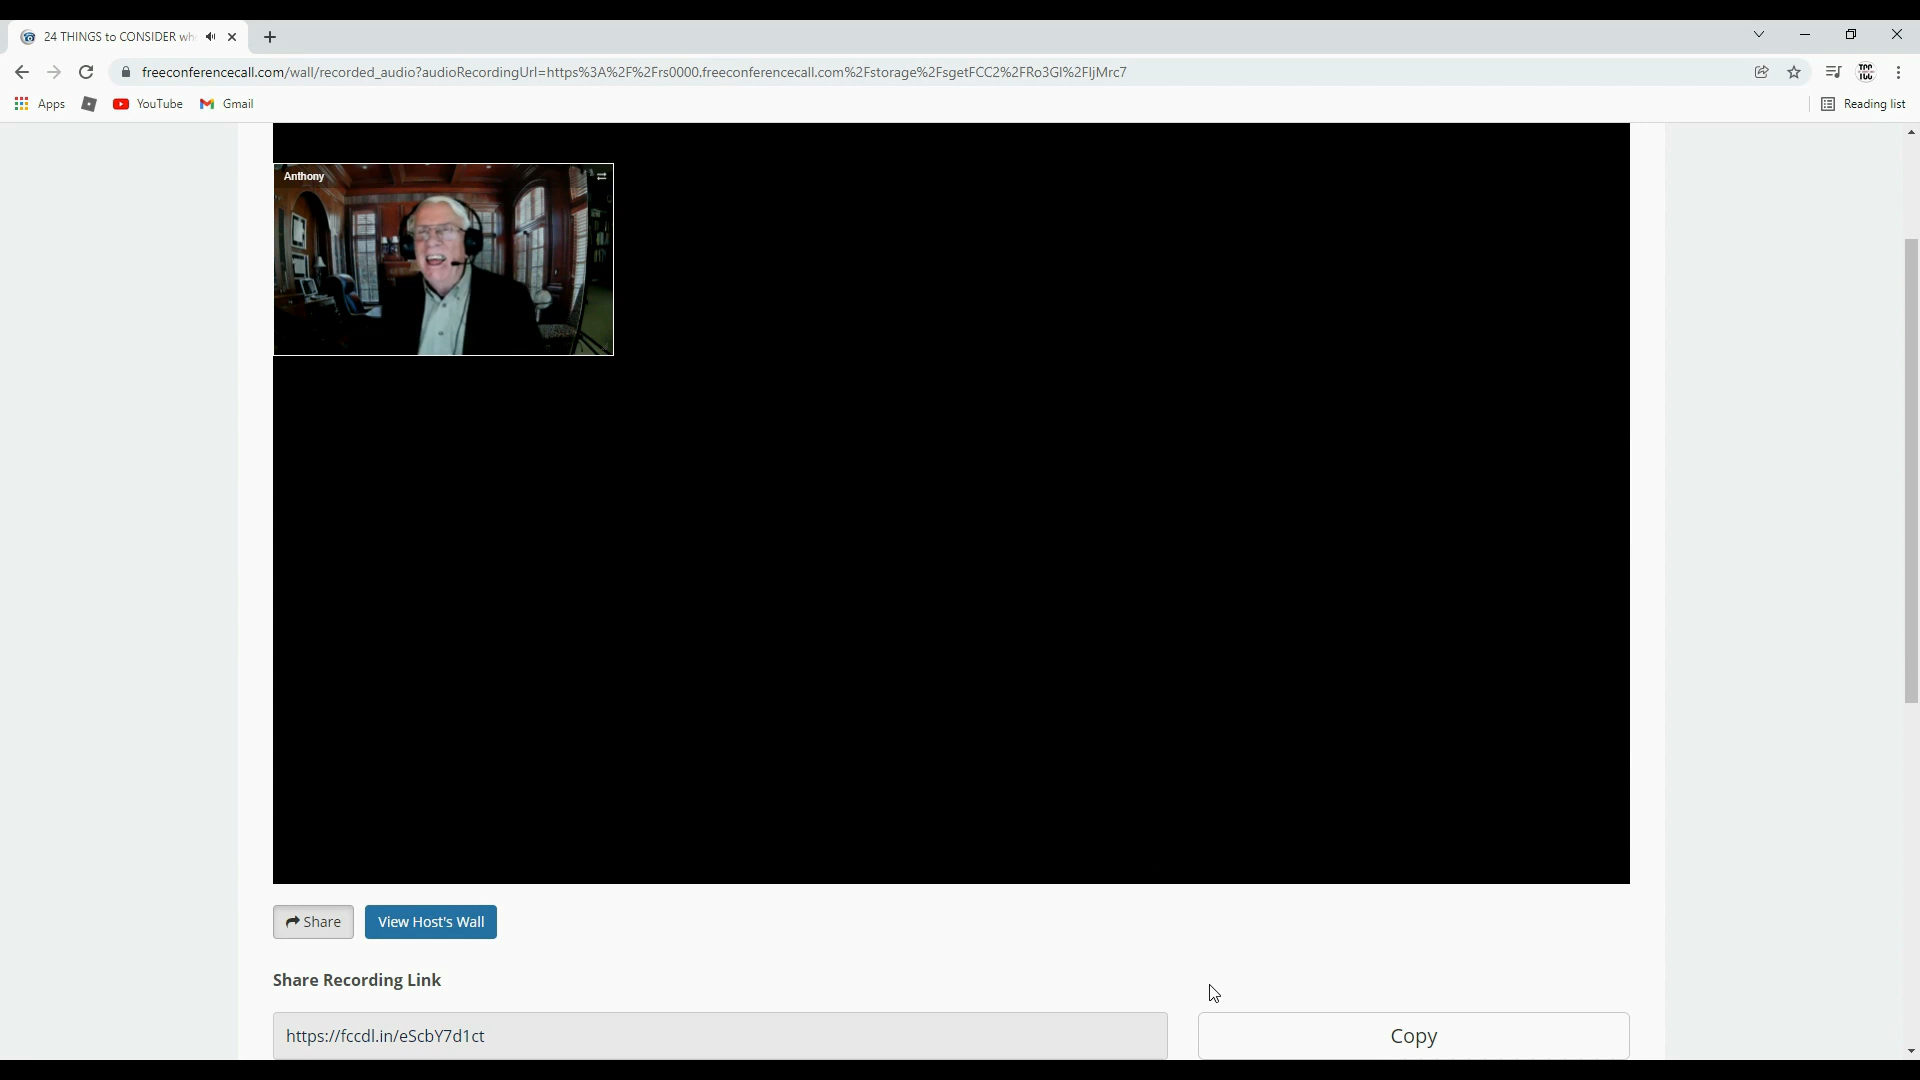 24 THINGS to CONSIDER wh
freeconferencecall.com/wall/recorded_audio?audioRecordingUrl=https%3A%2F%2Frs0000.freeconferencecall.com%2Fstorage%2FsgetFCC2%2FRo3GI%2FIjMrc7
Apps YouTube Gmail Reading list
Anthony
Share View Host's Wall
Share Recording Link
https://fccdl.in/eScbY7d1ct Copy